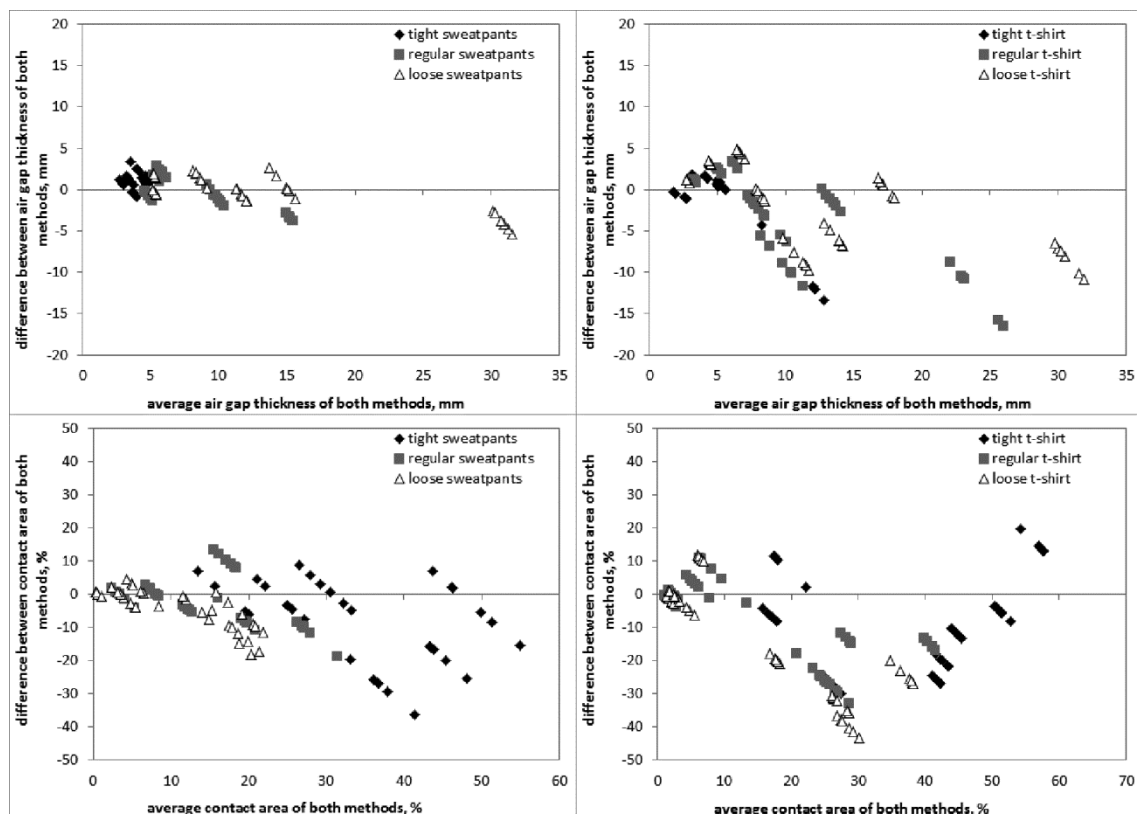 difference between air gap thickness of both
methods, mm
20
15
10
5
0
-5
-10
-15
-20
tight sweatpants
regular sweatpants
loose sweatpants
0 5 10 15 20 25 30 35
average air gap thickness of both methods, mm
difference between air gap thickness of both
methods, mm
20
15
10
5
0
-5
-10
-15
-20
tight t-shirt
regular t-shirt
loose t-shirt
0 5 10 15 20 25 30 35
average air gap thickness of both methods, mm
difference between contact area of both
methods, %
50
40
30
20
10
0
-10
-20
-30
-40
-50
tight sweatpants
regular sweatpants
loose sweatpants
0 10 20 30 40 50 60
average contact area of both methods, %
difference between contact area of both
methods, %
50
40
30
20
10
0
-10
-20
-30
-40
-50
tight t-shirt
regular t-shirt
loose t-shirt
0 10 20 30 40 50 60 70
average contact area of both methods, %